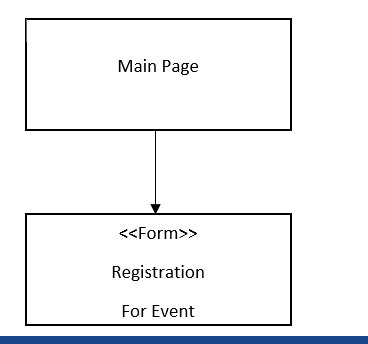 Main Page
<<Form>>
Registration
For Event